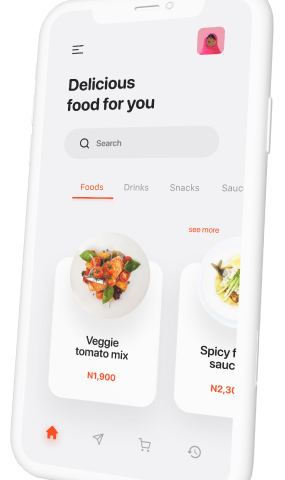 Delicious
food for you
Search
Foods Drinks Snacks Sauc
see more
Veggie
tomato mix
N1,900
Spicy f
sauc
N2,30